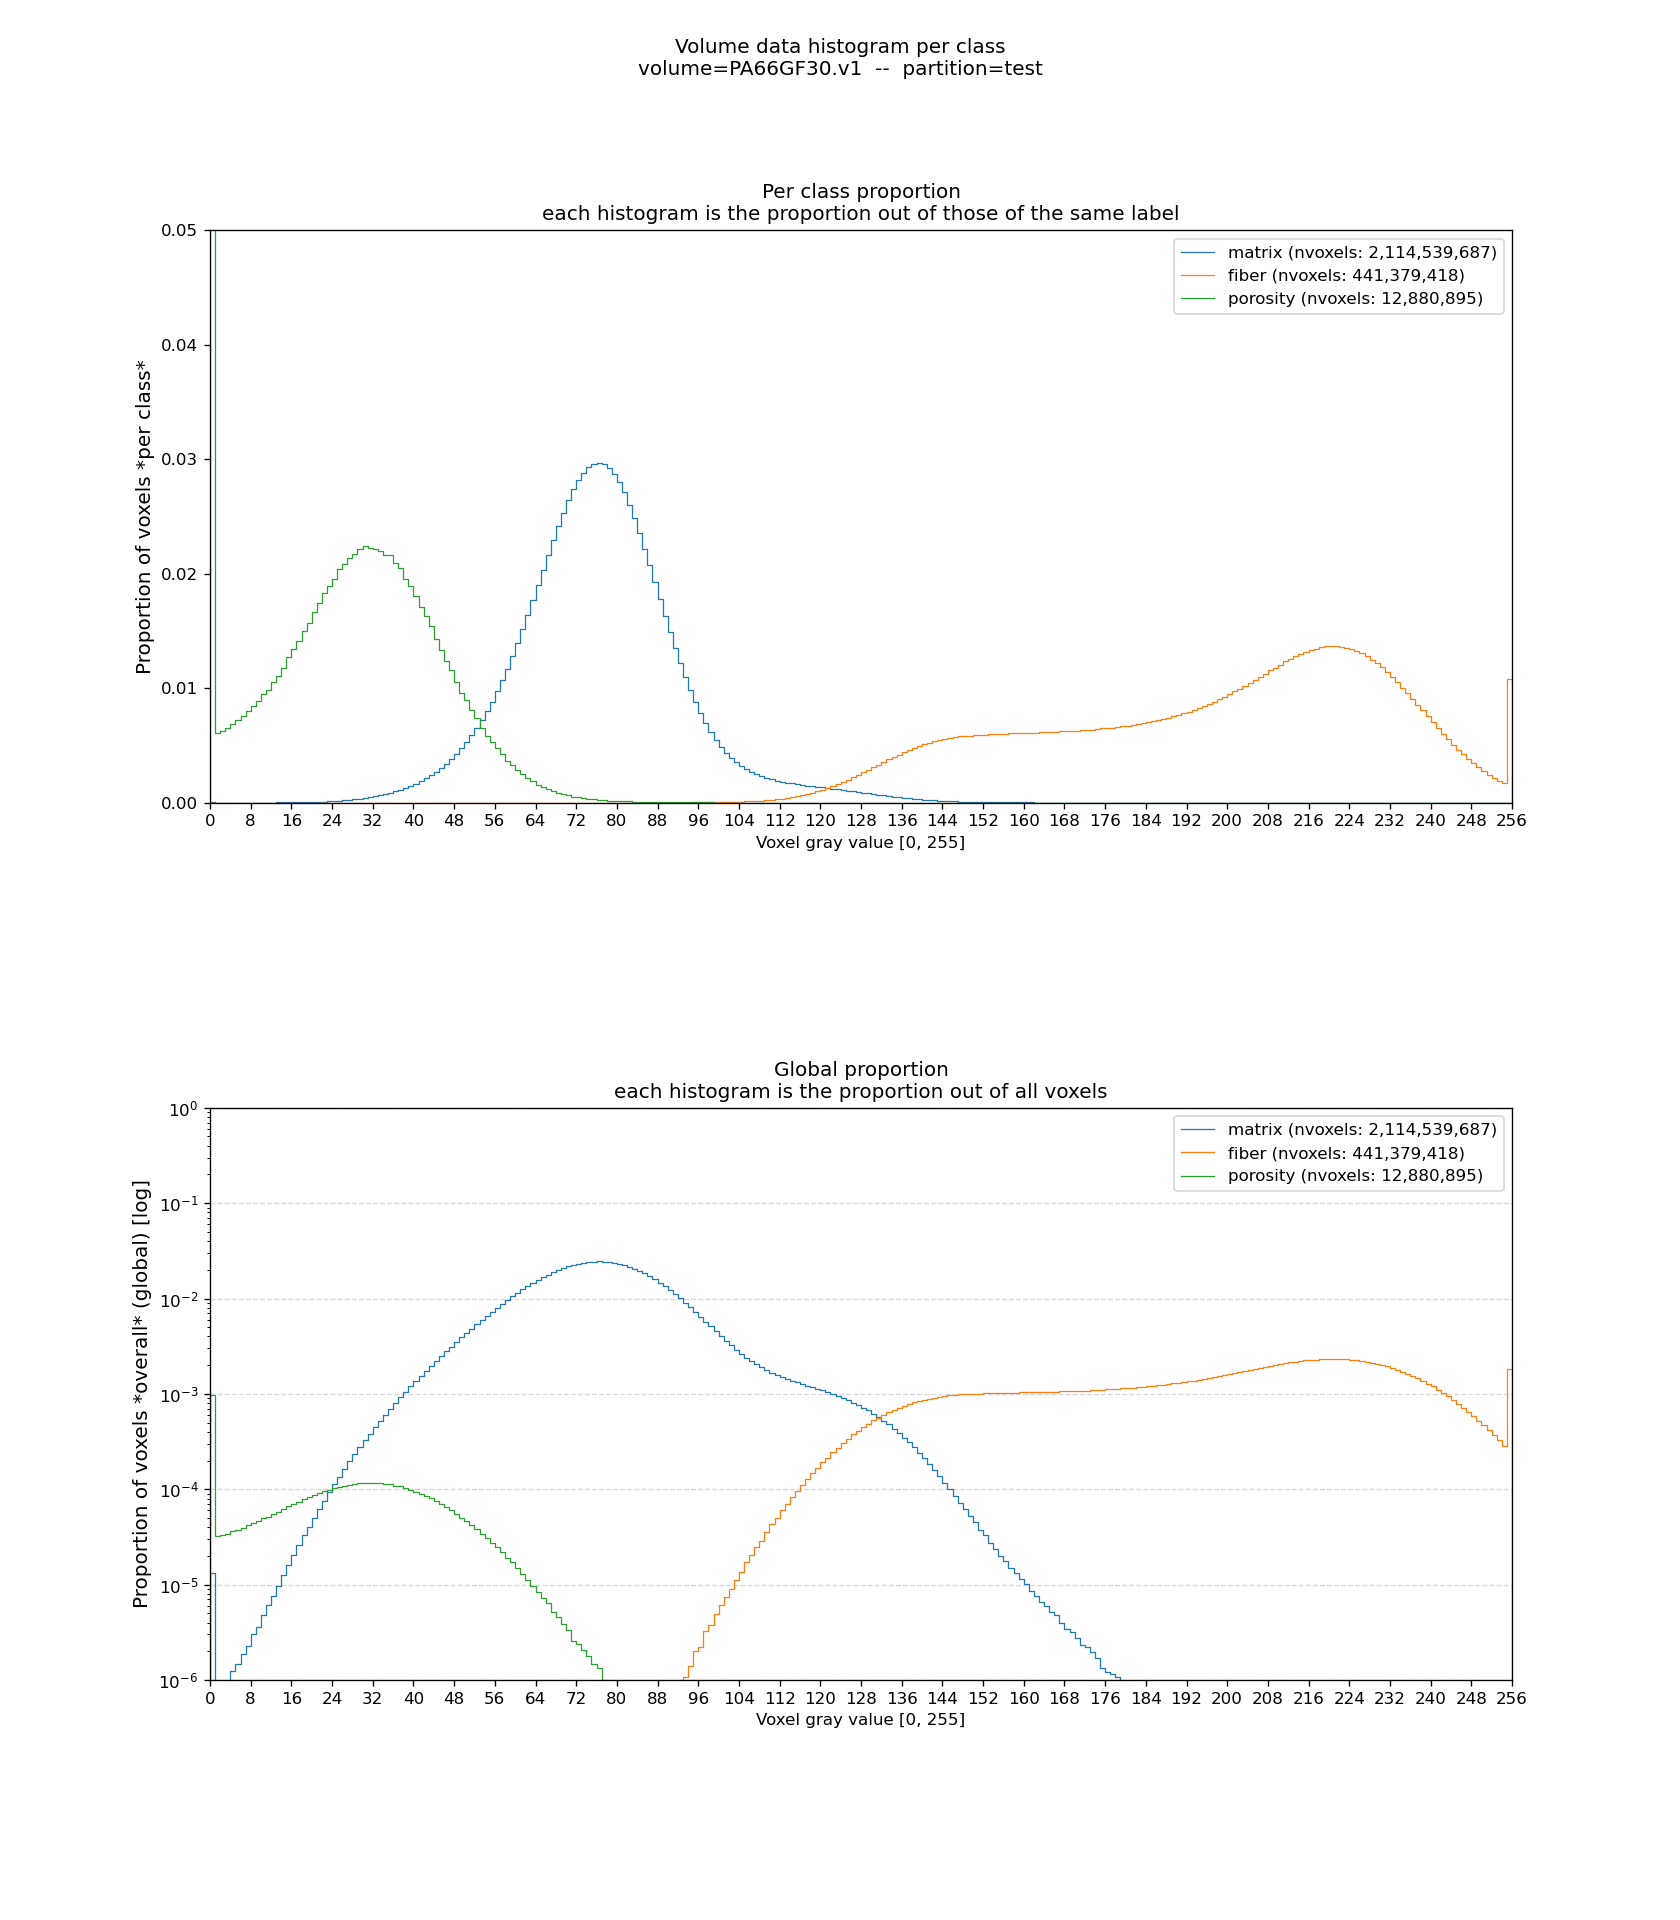 Volume data histogram per class
volume=PA66GF30.v1 -- partition=test
Per class proportion
each histogram is the proportion out of those of the same label
matrix (nvoxels: 2,114,539,687)
fiber (nvoxels: 441,379,418)
porosity (nvoxels: 12,880,895)
Proportion of voxels *per class*
0.05
0.04
0.03
0.02
0.01
0.00
0 8 16 24 32 40 48 56 64 72 80 88 96 104 112 120 128 136 144 152 160 168 176 184 192 200 208 216 224 232 240 248 256
Voxel gray value [0, 255]
Global proportion
each histogram is the proportion out of all voxels
matrix (nvoxels: 2,114,539,687)
fiber (nvoxels: 441,379,418)
porosity (nvoxels: 12,880,895)
Proportion of voxels *overall* (global) [log]
10⁰
10⁻¹
10⁻²
10⁻³
10⁻⁴
10⁻⁵
10⁻⁶
0 8 16 24 32 40 48 56 64 72 80 88 96 104 112 120 128 136 144 152 160 168 176 184 192 200 208 216 224 232 240 248 256
Voxel gray value [0, 255]